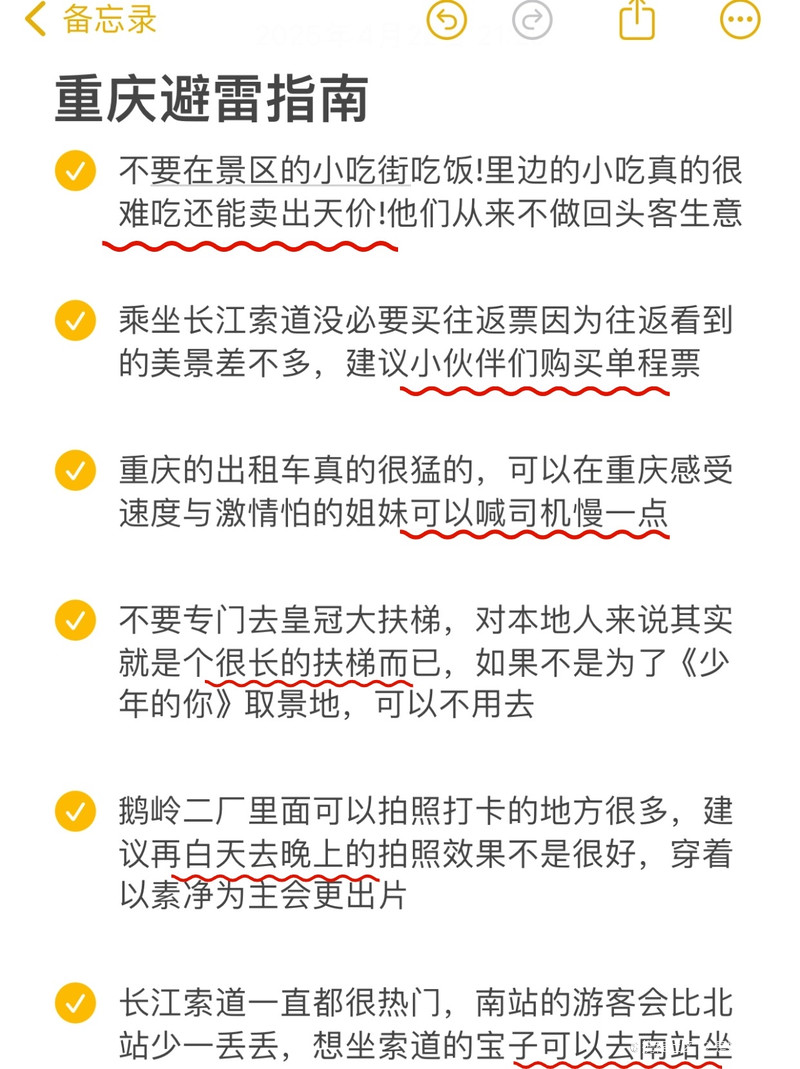 备忘录
重庆避雷指南
不要在景区的小吃街吃饭!里边的小吃真的很
难吃还能卖出天价!他们从来不做回头客生意
乘坐长江索道没必要买往返票因为往返看到
的美景差不多，建议小伙伴们购买单程票
重庆的出租车真的很猛的，可以在重庆感受
速度与激情怕的姐妹可以喊司机慢一点
不要专门去皇冠大扶梯，对本地人来说其实
就是个很长的扶梯而已，如果不是为了《少
年的你》取景地，可以不用去
鹅岭二厂里面可以拍照打卡的地方很多，建
议再白天去晚上的拍照效果不是很好，穿着
以素净为主会更出片
长江索道一直都很热门，南站的游客会比北
站少一丢丢，想坐索道的宝子可以去南站坐